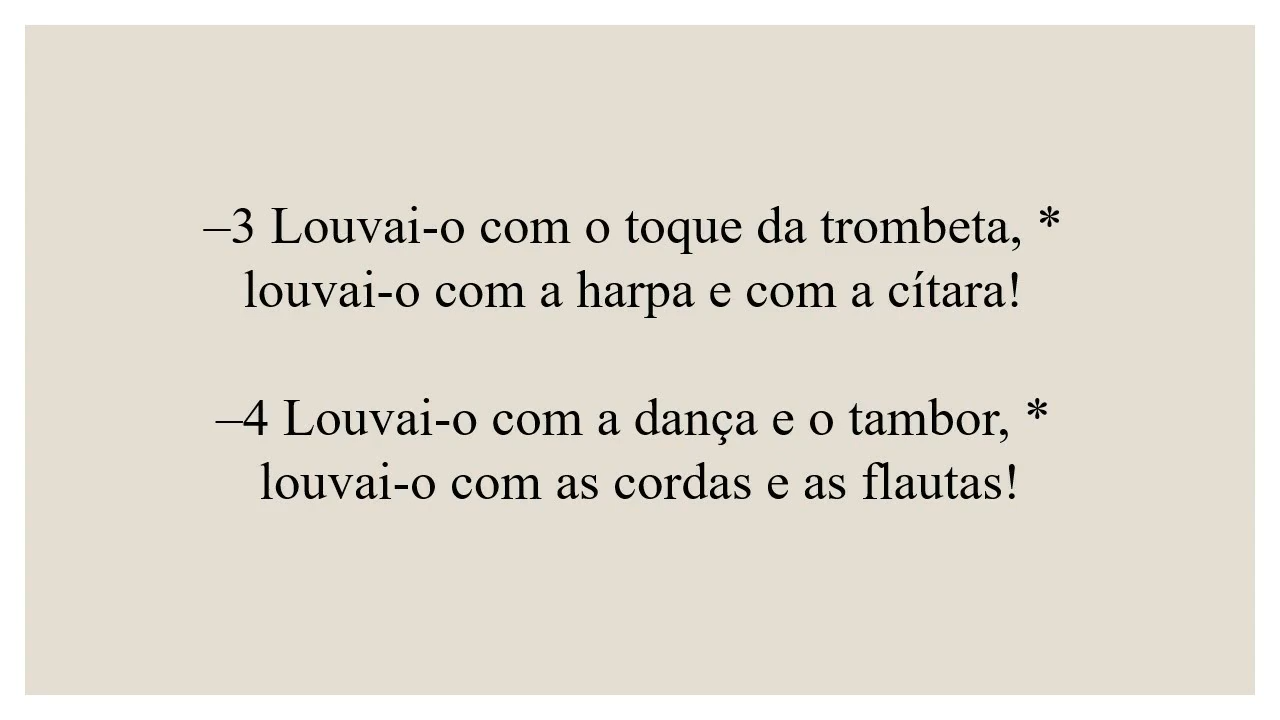 –3 Louvai-o com o toque da trombeta, *
louvai-o com a harpa e com a cítara!
–4 Louvai-o com a dança e o tambor, *
louvai-o com as cordas e as flautas!